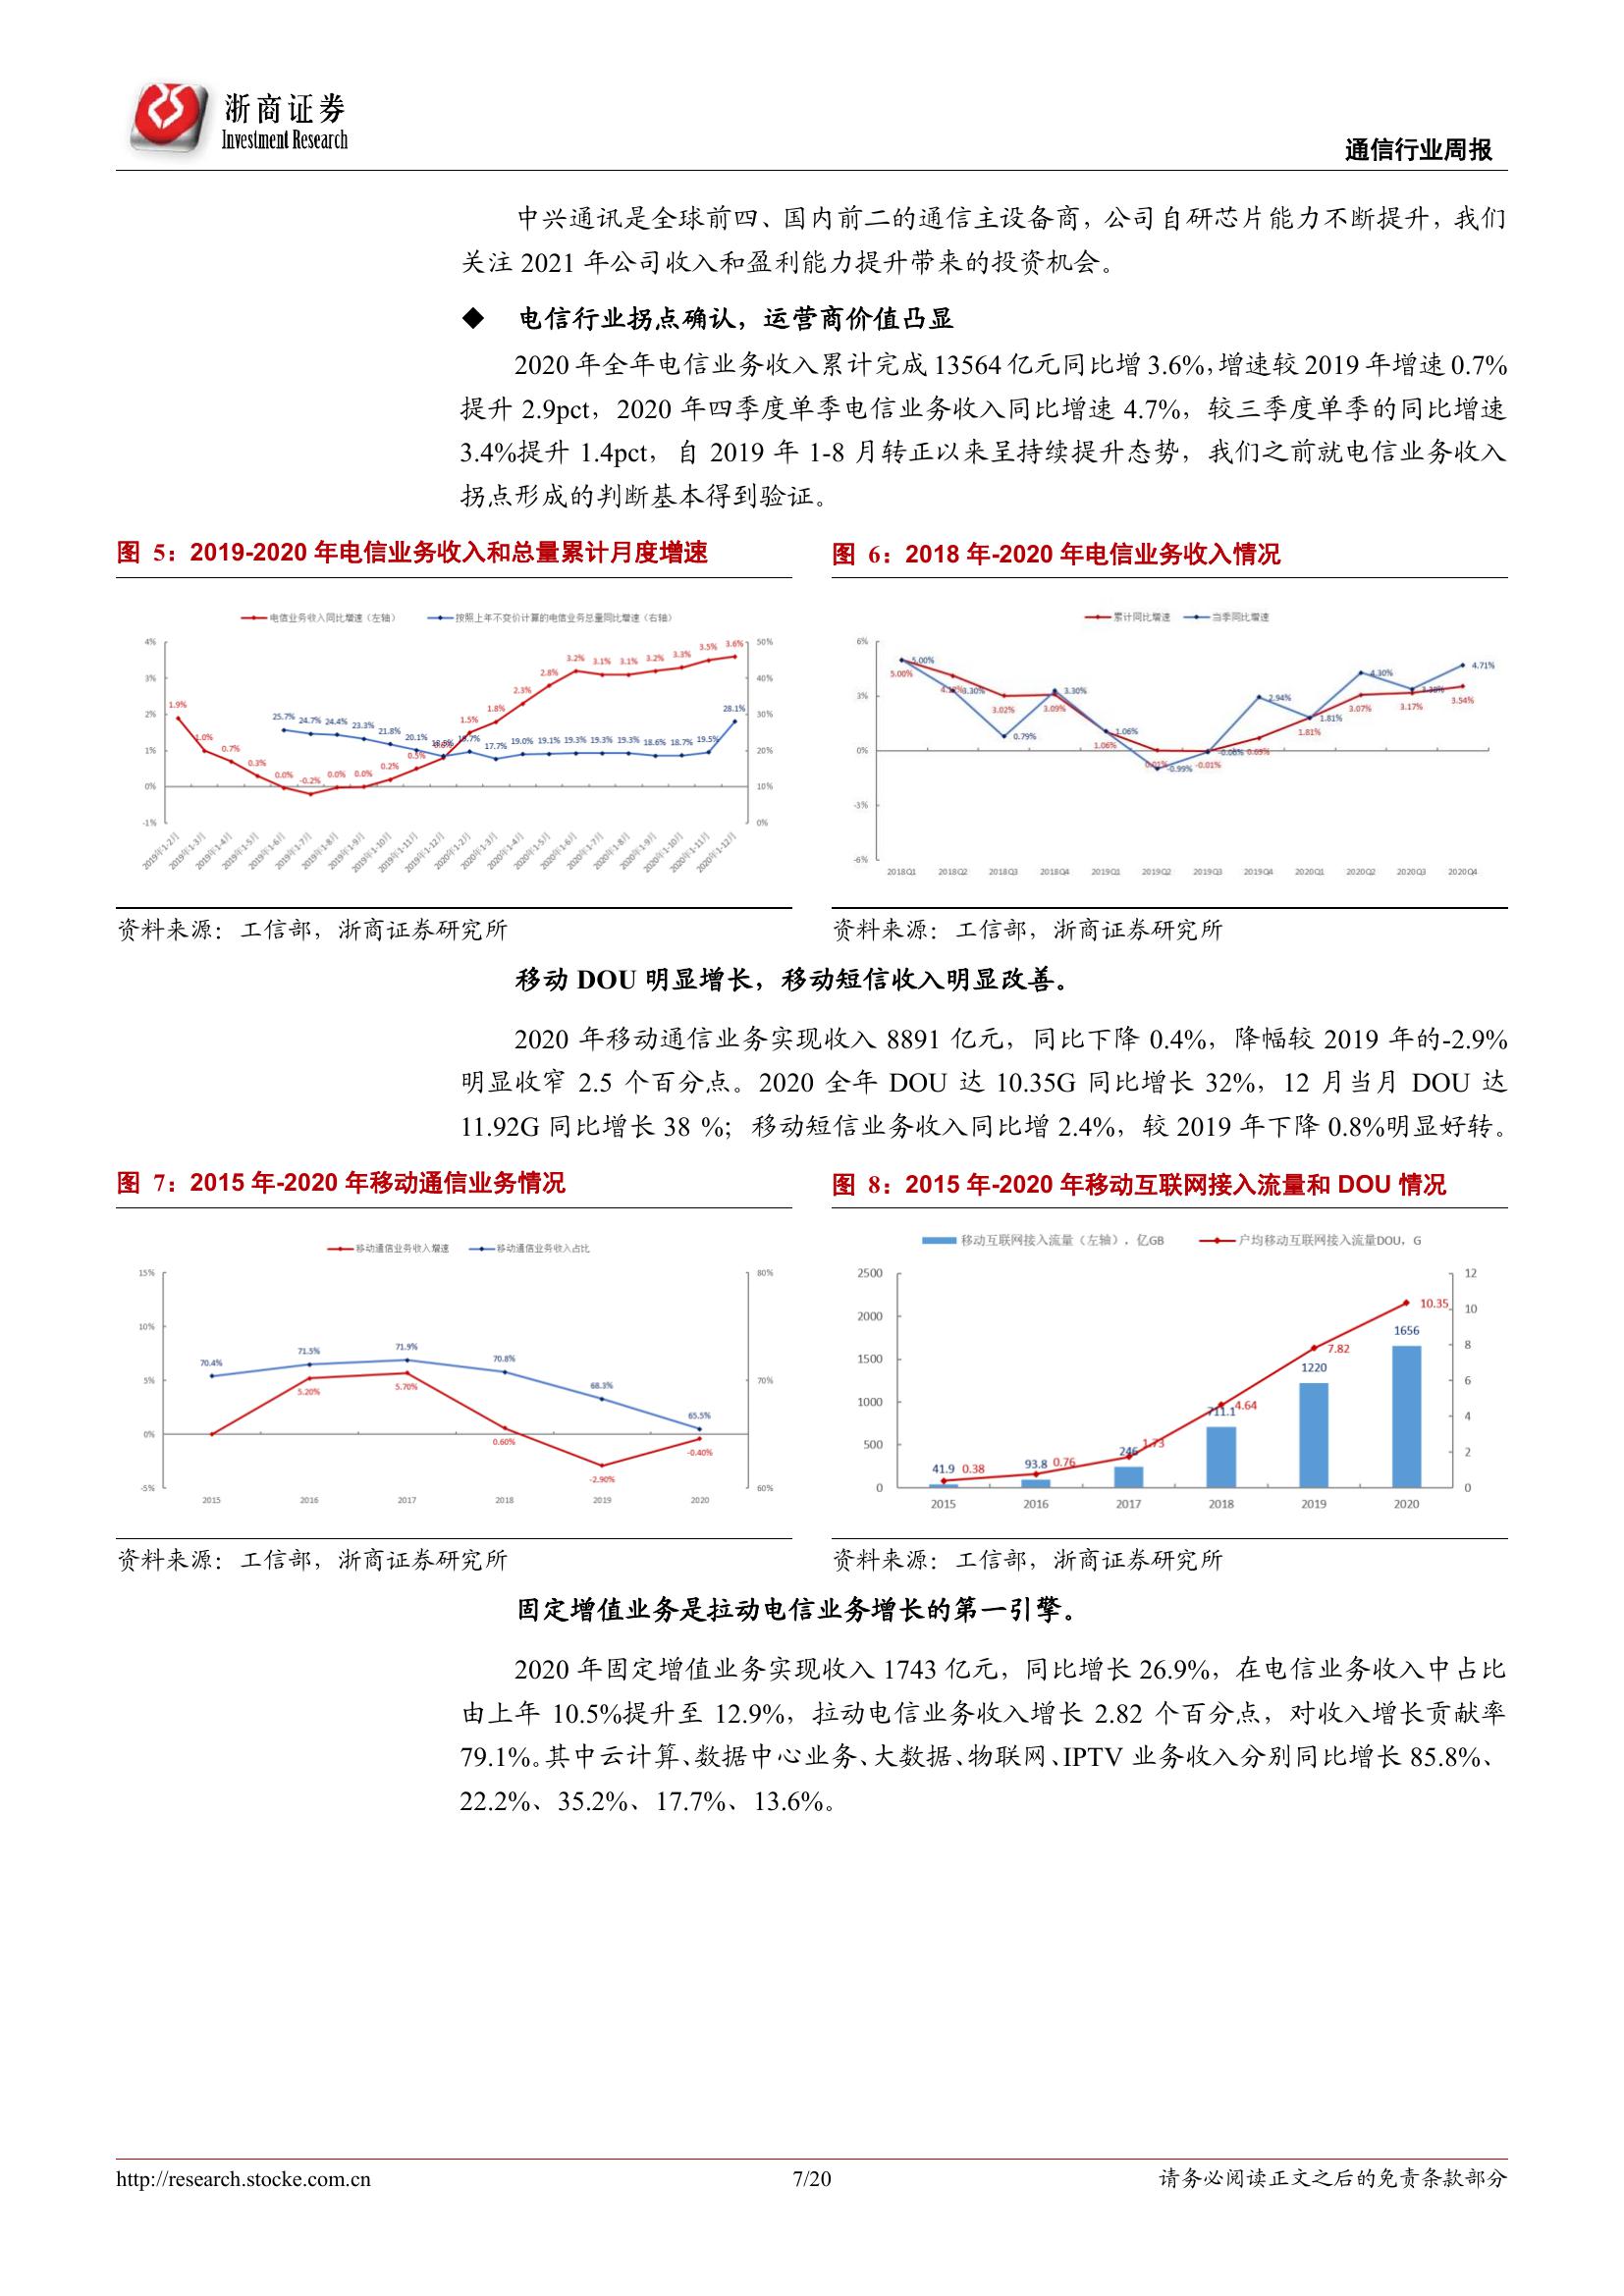 浙商证券
Investment Research
通信行业周报
中兴通讯是全球前四、国内前二的通信主设备商，公司自研芯片能力不断提升，我们
关注 2021 年公司收入和盈利能力提升带来的投资机会。
◆ 电信行业拐点确认，运营商价值凸显
2020 年全年电信业务收入累计完成 13564 亿元同比增 3.6%，增速较 2019 年增速 0.7%
提升 2.9pct，2020 年四季度单季电信业务收入同比增速 4.7%，较三季度单季的同比增速
3.4%提升 1.4pct，自 2019 年 1-8 月转正以来呈持续提升态势，我们之前就电信业务收入
拐点形成的判断基本得到验证。
图 5：2019-2020 年电信业务收入和总量累计月度增速
电信业务收入同比增速（左轴） 按照上年不变价计算的电信业务总量同比增速（右轴）
4% 3% 2% 1% 0% -1%
50% 40% 30% 20% 10% 0%
1.9% 1.0% 0.7% 0.3% 0.0% -0.2% 0.0% 0.0% 0.2% 0.5% 1.5% 1.8% 2.3% 2.8% 3.2% 3.1% 3.1% 3.2% 3.3% 3.5% 3.6%
25.7% 24.7% 24.4% 23.3% 21.8% 20.1% 17.7% 19.0% 19.1% 19.3% 19.3% 19.3% 18.6% 18.7% 19.5% 28.1%
2019年1-2月 2019年1-3月 2019年1-4月 2019年1-5月 2019年1-6月 2019年1-7月 2019年1-8月 2019年1-9月 2019年1-10月 2019年1-11月 2019年1-12月 2020年1-2月 2020年1-3月 2020年1-4月 2020年1-5月 2020年1-6月 2020年1-7月 2020年1-8月 2020年1-9月 2020年1-10月 2020年1-11月 2020年1-12月
资料来源：工信部，浙商证券研究所
图 6：2018 年-2020 年电信业务收入情况
累计同比增速 当季同比增速
6% 3% 0% -3% -6%
5.00% 3.02% 3.09% 1.06% 0.01% -0.01% 0.69% 1.81% 3.07% 3.17% 3.54%
5.00% 3.30% 0.79% 3.30% 1.06% -0.99% -0.06% 2.94% 1.81% 4.30% 4.71%
2018Q1 2018Q2 2018Q3 2018Q4 2019Q1 2019Q2 2019Q3 2019Q4 2020Q1 2020Q2 2020Q3 2020Q4
资料来源：工信部，浙商证券研究所
移动 DOU 明显增长，移动短信收入明显改善。
2020 年移动通信业务实现收入 8891 亿元，同比下降 0.4%，降幅较 2019 年的-2.9%
明显收窄 2.5 个百分点。2020 全年 DOU 达 10.35G 同比增长 32%，12 月当月 DOU 达
11.92G 同比增长 38 %；移动短信业务收入同比增 2.4%，较 2019 年下降 0.8%明显好转。
图 7：2015 年-2020 年移动通信业务情况
移动通信业务收入增速 移动通信业务收入占比
15% 10% 5% 0% -5%
80% 70% 60%
70.4% 71.5% 71.9% 70.8% 68.3% 65.5%
5.20% 5.70% 0.60% -2.90% -0.40%
2015 2016 2017 2018 2019 2020
资料来源：工信部，浙商证券研究所
图 8：2015 年-2020 年移动互联网接入流量和 DOU 情况
移动互联网接入流量（左轴），亿GB 户均移动互联网接入流量DOU，G
2500 2000 1500 1000 500 0
12 10 8 6 4 2 0
41.9 93.8 246 711.1 1220 1656
0.38 0.76 1.73 4.64 7.82 10.35
2015 2016 2017 2018 2019 2020
资料来源：工信部，浙商证券研究所
固定增值业务是拉动电信业务增长的第一引擎。
2020 年固定增值业务实现收入 1743 亿元，同比增长 26.9%，在电信业务收入中占比
由上年 10.5%提升至 12.9%，拉动电信业务收入增长 2.82 个百分点，对收入增长贡献率
79.1%。其中云计算、数据中心业务、大数据、物联网、IPTV 业务收入分别同比增长 85.8%、
22.2%、35.2%、17.7%、13.6%。
http://research.stocke.com.cn
7/20
请务必阅读正文之后的免责条款部分